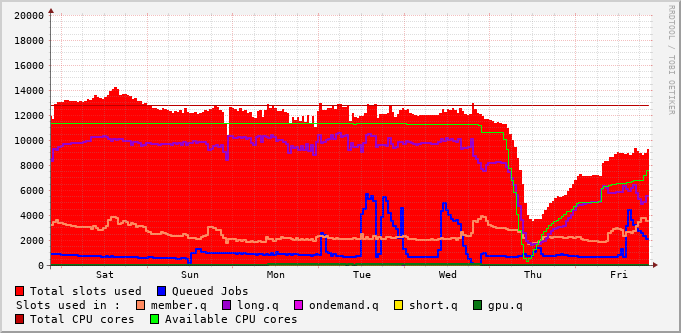 RRDTOOL / TOBI OETIKER
20000
18000
16000
14000
12000
10000
8000
6000
4000
2000
0
Sat Sun Mon Tue Wed Thu Fri
Total slots used Queued Jobs
Slots used in : member.q long.q ondemand.q short.q gpu.q
Total CPU cores Available CPU cores